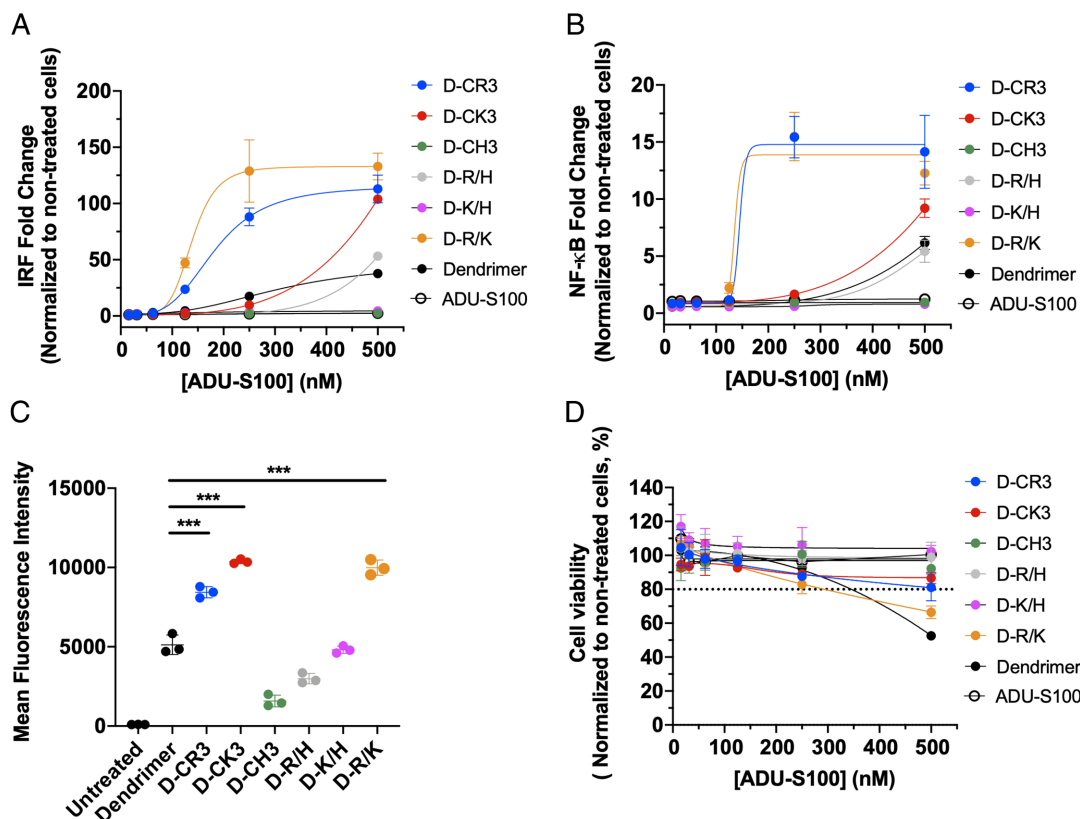 A
IRF Fold Change
(Normalized to non-treated cells)
200
150
100
50
0
0
125
250
375
500
[ADU-S100] (nM)
D-CR3
D-CK3
D-CH3
D-R/H
D-K/H
D-R/K
Dendrimer
ADU-S100
B
NF-κB Fold Change
(Normalized to non-treated cells)
20
15
10
5
0
0
100
200
300
400
500
[ADU-S100] (nM)
D-CR3
D-CK3
D-CH3
D-R/H
D-K/H
D-R/K
Dendrimer
ADU-S100
C
Mean Fluorescence Intensity
15000
10000
5000
0
***
***
***
Untreated
Dendrimer
D-CR3
D-CK3
D-CH3
D-R/H
D-K/H
D-R/K
D
Cell viability
( Normalized to non-treated cells, %)
140
120
100
80
60
40
20
0
0
100
200
300
400
500
[ADU-S100] (nM)
D-CR3
D-CK3
D-CH3
D-R/H
D-K/H
D-R/K
Dendrimer
ADU-S100